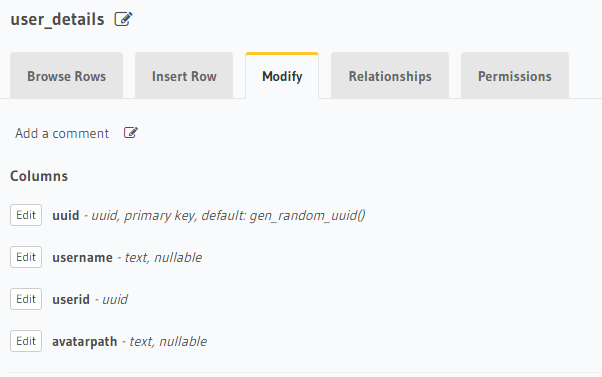 user_details
Browse Rows Insert Row Modify Relationships Permissions
Add a comment
Columns
Edit uuid - uuid, primary key, default: gen_random_uuid()
Edit username - text, nullable
Edit userid - uuid
Edit avatarpath - text, nullable